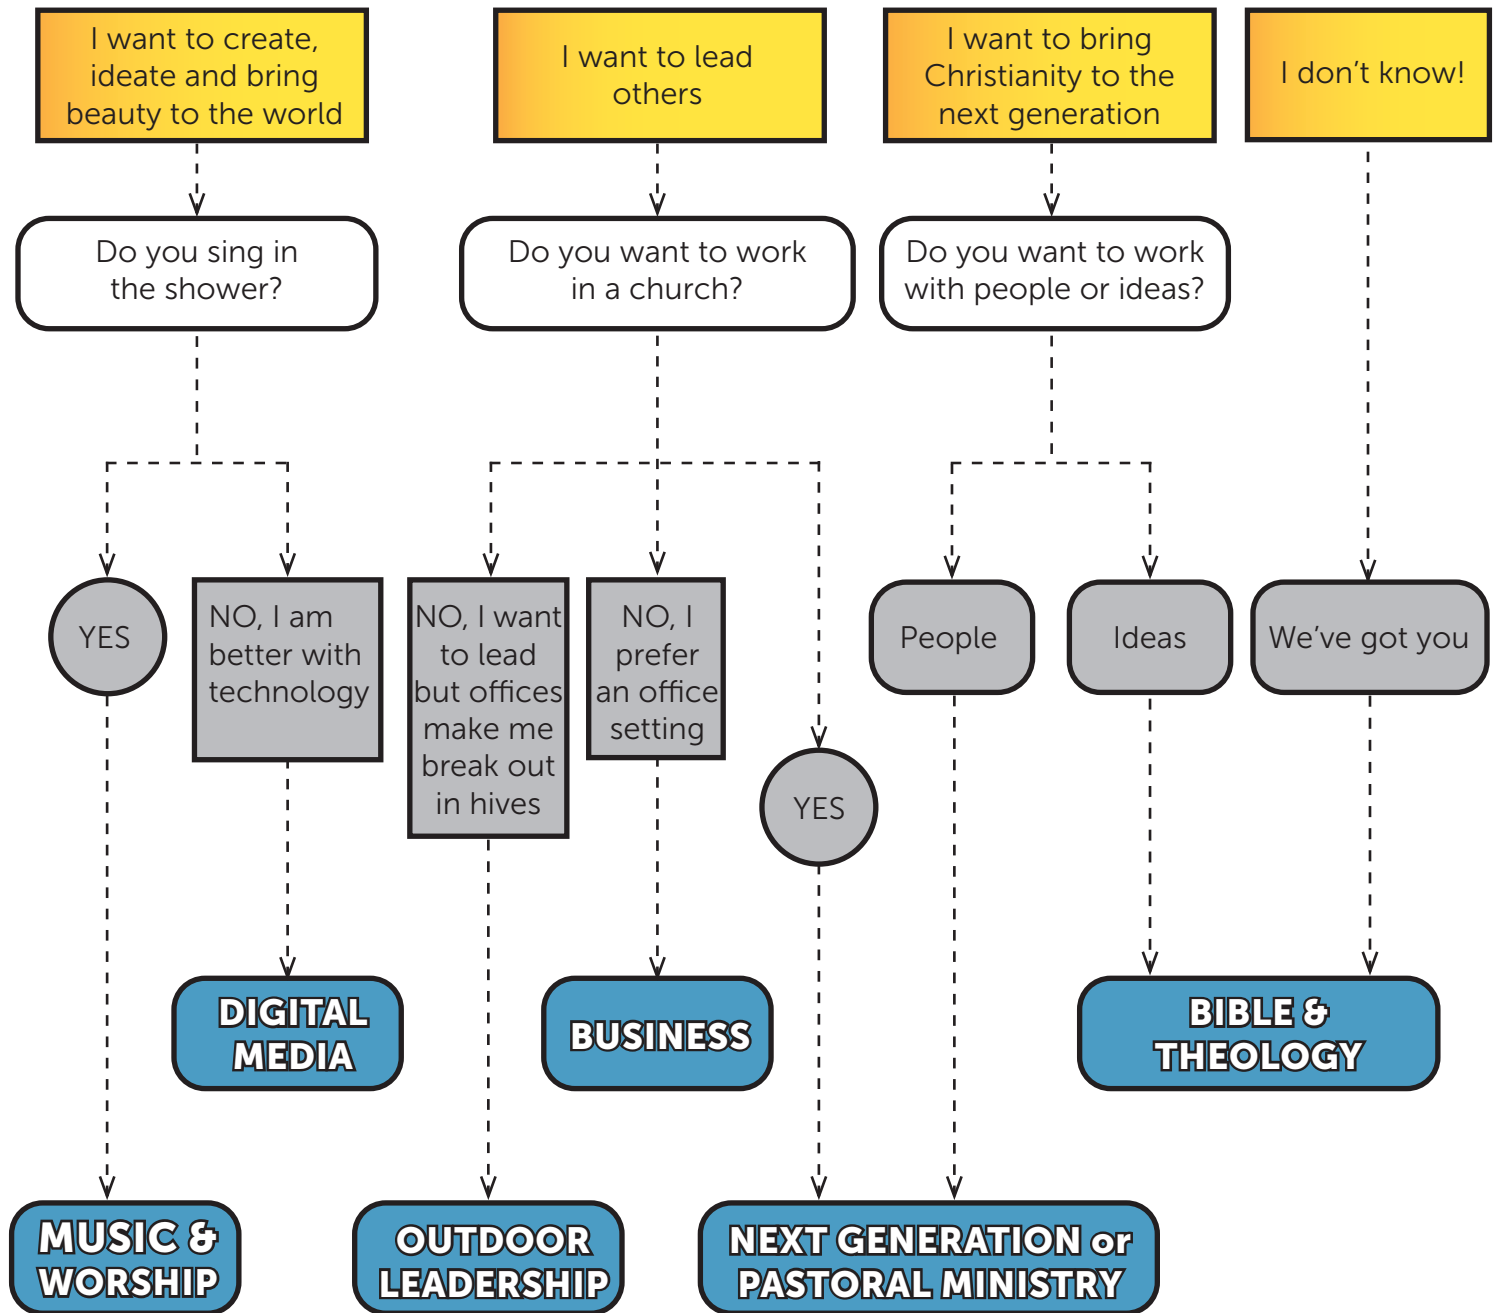 I want to create,
ideate and bring
beauty to the world
I want to lead
others
I want to bring
Christianity to the
next generation
I don't know!
Do you sing in
the shower?
Do you want to work
in a church?
Do you want to work
with people or ideas?
YES
NO, I am
better with
technology
NO, I want
to lead
but offices
make me
break out
in hives
NO, I
prefer
an office
setting
YES
People
Ideas
We've got you
DIGITAL
MEDIA
BUSINESS
BIBLE &
THEOLOGY
MUSIC &
WORSHIP
OUTDOOR
LEADERSHIP
NEXT GENERATION or
PASTORAL MINISTRY